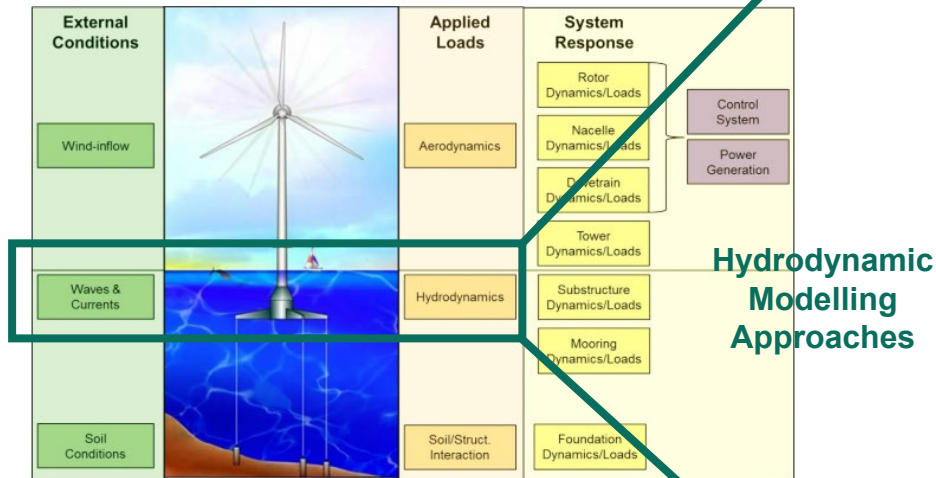 External
Conditions
Applied
Loads
System
Response
Wind-inflow
Aerodynamics
Rotor
Dynamics/Loads
Nacelle
Dynamics/Loads
Drivetrain
Dynamics/Loads
Control
System
Power
Generation
Tower
Dynamics/Loads
Waves &
Currents
Hydrodynamics
Substructure
Dynamics/Loads
Mooring
Dynamics/Loads
Hydrodynamic
Modelling
Approaches
Soil
Conditions
Soil/Struct.
Interaction
Foundation
Dynamics/Loads